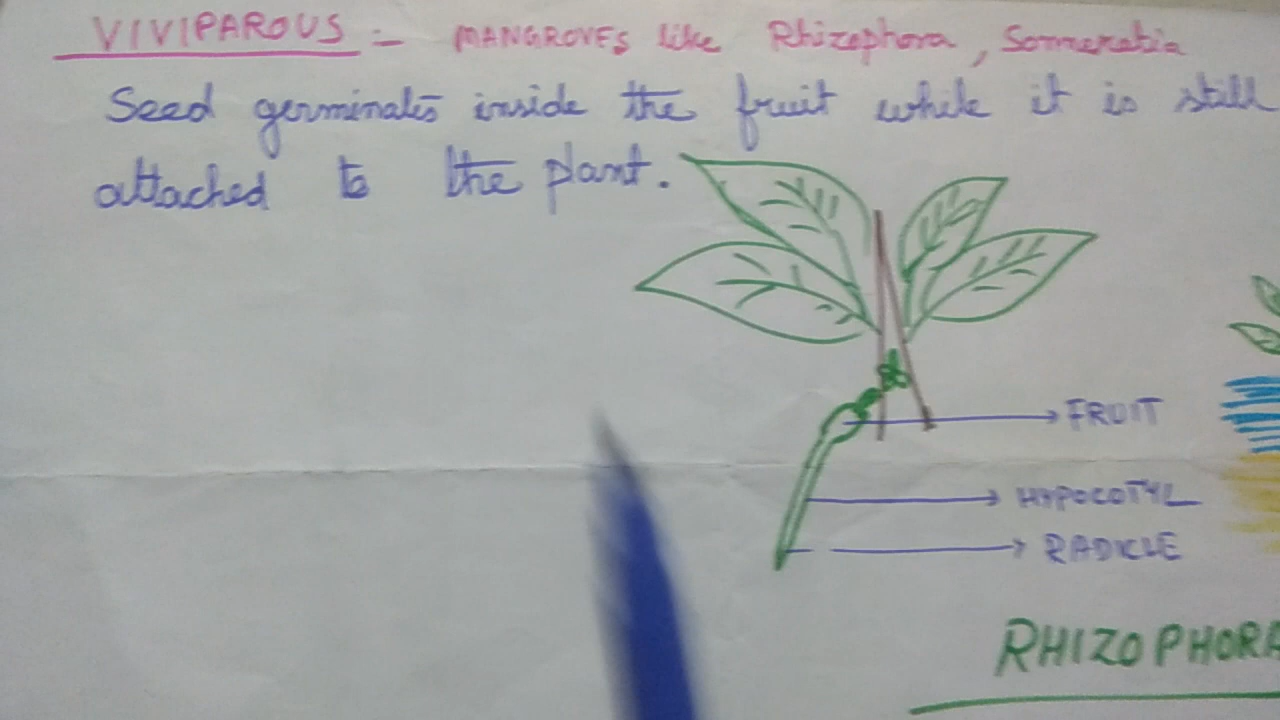 VIVIPAROUS :- MANGROVES like Rhizophora, Sonneratia
Seed germinates inside the fruit while it is still
attached to the plant.
FRUIT
HYPOCOTYL
RADICLE
RHIZOPHORA